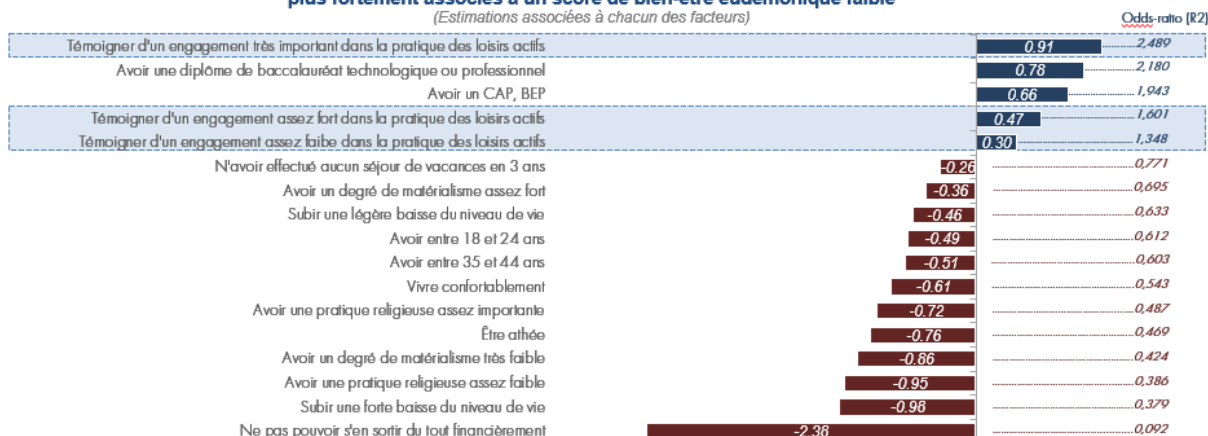 plus fortement associés à un score de bien-être eudémonique faible
(Estimations associées à chacun des facteurs)
Odds-ratio (R2)
Témoigner d'un engagement très important dans la pratique des loisirs actifs 0.91 2,489
Avoir une diplôme de baccalauréat technologique ou professionnel 0.78 2,180
Avoir un CAP, BEP 0.66 1,943
Témoigner d'un engagement assez fort dans la pratique des loisirs actifs 0.47 1,601
Témoigner d'un engagement assez faibe dans la pratique des loisirs actifs 0.30 1,348
N'avoir effectué aucun séjour de vacances en 3 ans -0.26 0,771
Avoir un degré de matérialisme assez fort -0.36 0,695
Subir une légère baisse du niveau de vie -0.46 0,633
Avoir entre 18 et 24 ans -0.49 0,612
Avoir entre 35 et 44 ans -0.51 0,603
Vivre confortablement -0.61 0,543
Avoir une pratique religieuse assez importante -0.72 0,487
Être athée -0.76 0,469
Avoir un degré de matérialisme très faible -0.86 0,424
Avoir une pratique religieuse assez faible -0.95 0,386
Subir une forte baisse du niveau de vie -0.98 0,379
Ne pas pouvoir s'en sortir du tout financièrement -2.38 0,092